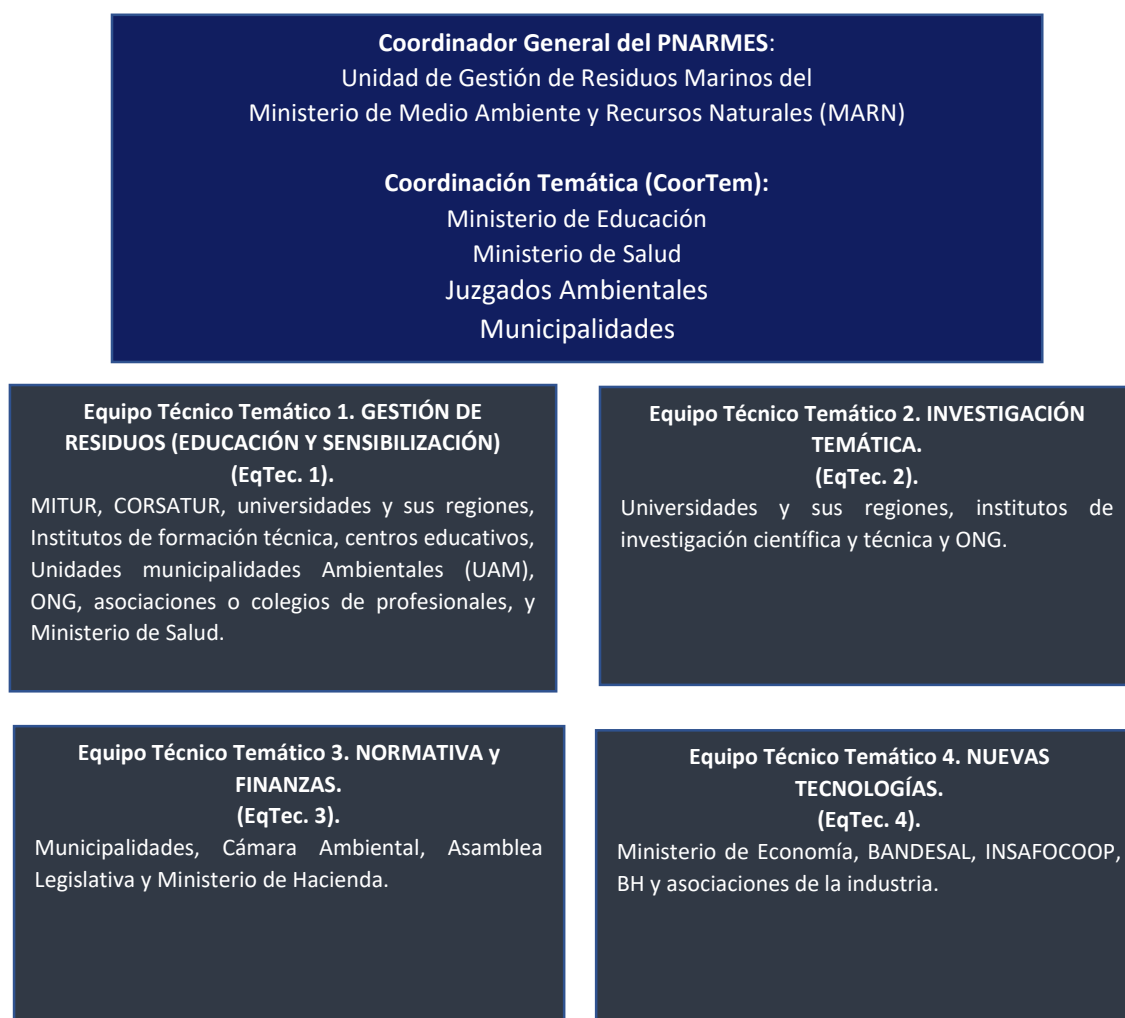 Coordinador General del PNARMES:
Unidad de Gestión de Residuos Marinos del
Ministerio de Medio Ambiente y Recursos Naturales (MARN)
Coordinación Temática (CoorTem):
Ministerio de Educación
Ministerio de Salud
Juzgados Ambientales
Municipalidades
Equipo Técnico Temático 1. GESTIÓN DE
RESIDUOS (EDUCACIÓN Y SENSIBILIZACIÓN)
(EqTec. 1).
MITUR, CORSATUR, universidades y sus regiones,
Institutos de formación técnica, centros educativos,
Unidades municipalidades Ambientales (UAM),
ONG, asociaciones o colegios de profesionales, y
Ministerio de Salud.
Equipo Técnico Temático 2. INVESTIGACIÓN
TEMÁTICA.
(EqTec. 2).
Universidades y sus regiones, institutos de
investigación científica y técnica y ONG.
Equipo Técnico Temático 3. NORMATIVA y
FINANZAS.
(EqTec. 3).
Municipalidades, Cámara Ambiental, Asamblea
Legislativa y Ministerio de Hacienda.
Equipo Técnico Temático 4. NUEVAS
TECNOLOGÍAS.
(EqTec. 4).
Ministerio de Economía, BANDESAL, INSAFOCOOP,
BH y asociaciones de la industria.